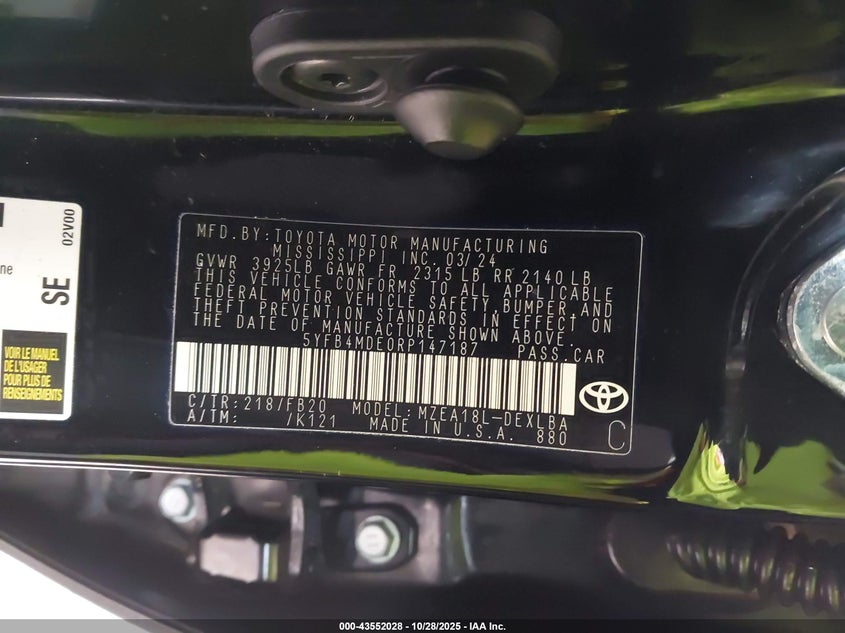 MFD.BY:TOYOTA MOTOR MANUFACTURING
MISSISSIPPI INC. 03/24
GVWR 3925LB GAWR FR 2315 LB RR 2140 LB
THIS VEHICLE CONFORMS TO ALL APPLICABLE
FEDERAL MOTOR VEHICLE SAFETY, BUMPER, AND
THEFT PREVENTION STANDARDS IN EFFECT ON
THE DATE OF MANUFACTURE SHOWN ABOVE.
5YFB4MDE0RP147187 PASS.CAR
C/TR:218/FB20 MODEL:MZEA18L-DEXLBA
A/TM: /K121 MADE IN U.S.A. 880
C
02V00
ne
SE
VOIR LE MANUEL
POUR PLUS DE
RENSEIGNEMENTS
000-43552028 - 10/28/2025 - IAA Inc.